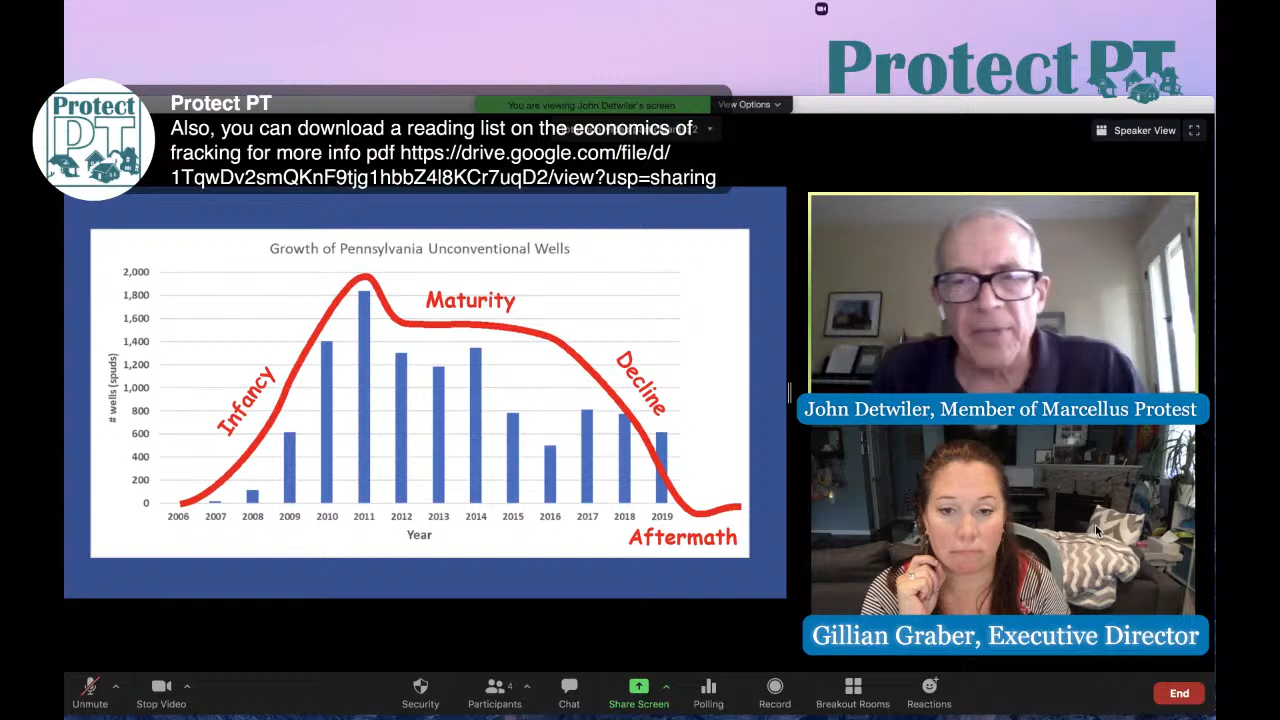 Protect PT
Protect
PT
Protect PT
You are viewing John Detwiler's screen
View Options
Also, you can download a reading list on the economics of
fracking for more info pdf https://drive.google.com/file/d/
1TqwDv2smQKnF9tjg1hbbZ4l8KCr7uqD2/view?usp=sharing
Speaker View
Growth of Pennsylvania Unconventional Wells
2,000
1,800
1,600
1,400
1,200
1,000
800
600
400
200
0
# wells (spuds)
Infancy
Maturity
Decline
Aftermath
2006 2007 2008 2009 2010 2011 2012 2013 2014 2015 2016 2017 2018 2019
Year
John Detwiler, Member of Marcellus Protest
Gillian Graber, Executive Director
Unmute
Stop Video
Security
4
Participants
Chat
Share Screen
Polling
Record
Breakout Rooms
Reactions
End